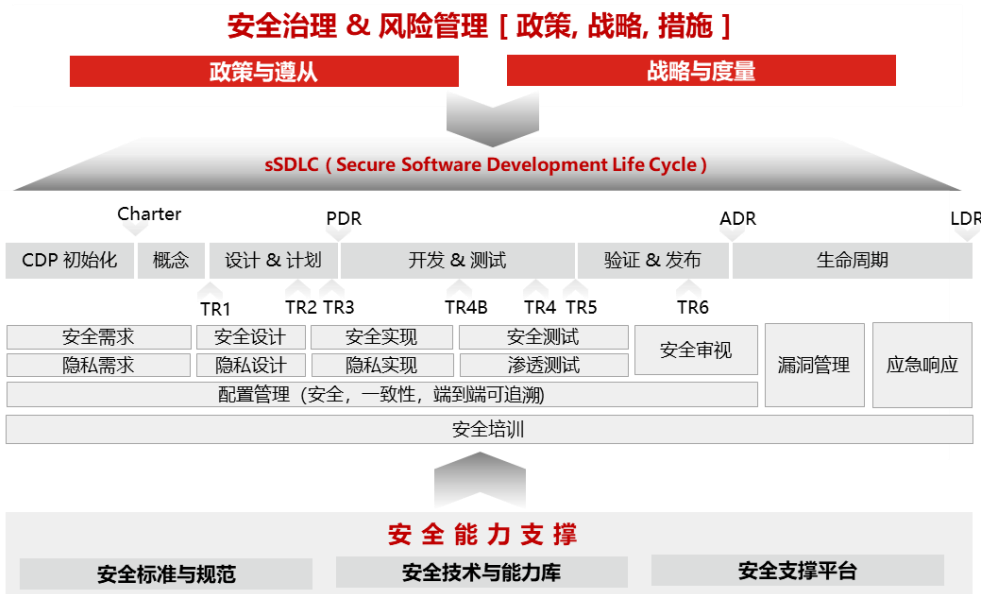 安全治理 & 风险管理 [ 政策, 战略, 措施 ]
政策与遵从 战略与度量
sSDLC ( Secure Software Development Life Cycle )
Charter PDR ADR LDR
CDP 初始化 概念 设计 & 计划 开发 & 测试 验证 & 发布 生命周期
TR1 TR2 TR3 TR4B TR4 TR5 TR6
安全需求 安全设计 安全实现 安全测试
安全审视 漏洞管理 应急响应
隐私需求 隐私设计 隐私实现 渗透测试
配置管理 (安全，一致性，端到端可追溯)
安全培训
安全能力支撑
安全标准与规范 安全技术与能力库 安全支撑平台